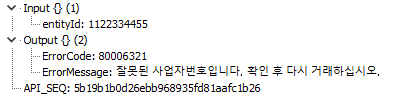 Input {} (1)
entityId: 1122334455
Output {} (2)
ErrorCode: 80006321
ErrorMessage: 잘못된 사업자번호입니다. 확인 후 다시 거래하십시오.
API_SEQ: 5b19b1b0d26ebb968935fd81aafc1b26